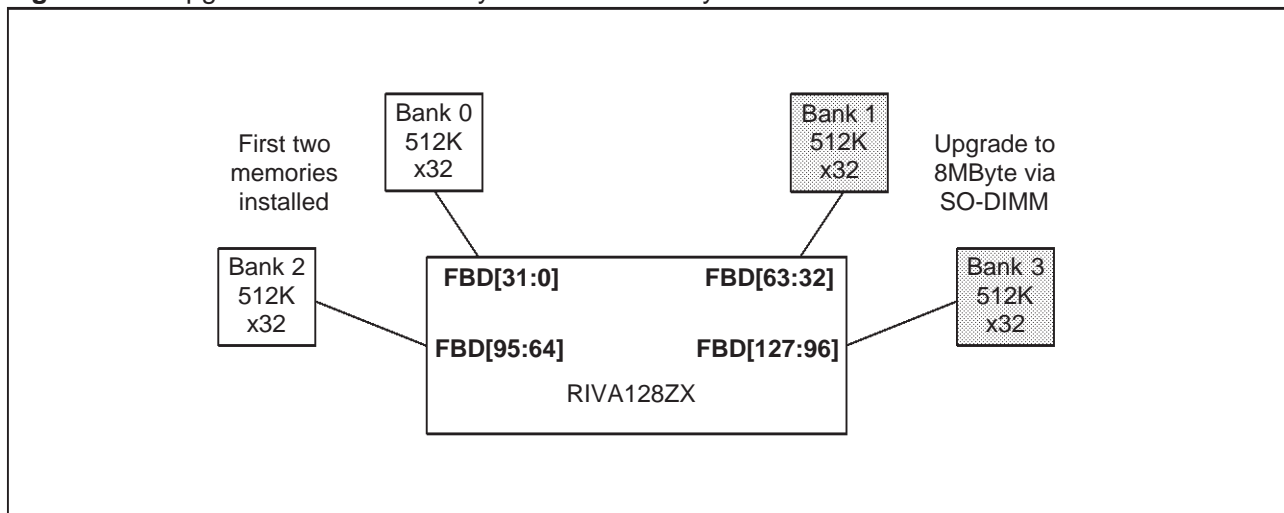 Bank 0
512K
x32
Bank 1
512K
x32
First two
memories
installed
Upgrade to
8MByte via
SO-DIMM
Bank 2
512K
x32
FBD[31:0]
FBD[63:32]
Bank 3
512K
x32
FBD[95:64]
FBD[127:96]
RIVA128ZX